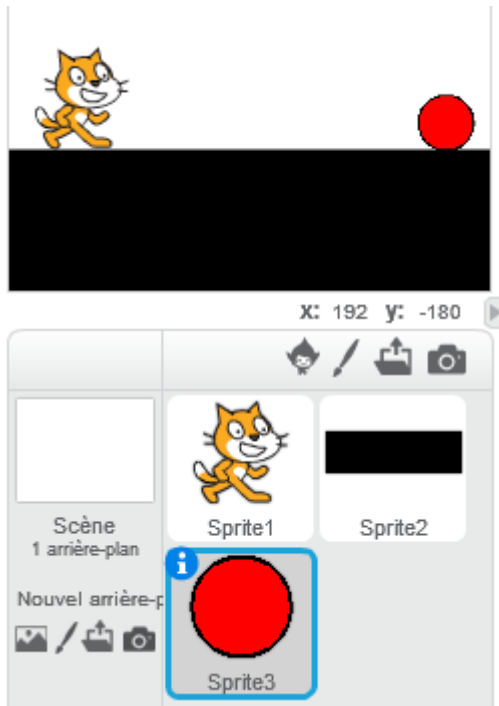 x: 192 y: -180
Scène
1 arrière-plan
Sprite1
Sprite2
Nouvel arrière-p
Sprite3